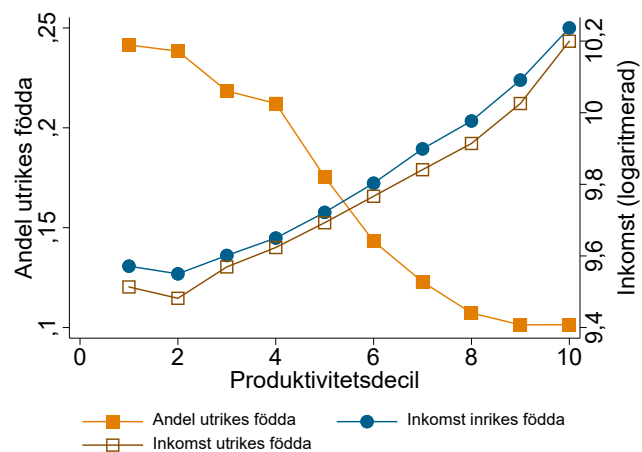 Andel utrikes födda
,25
,2
,15
,1
10,2
10
9,8
9,6
9,4
Inkomst (logaritmerad)
0 2 4 6 8 10
Produktivitetsdecil
Andel utrikes födda Inkomst inrikes födda
Inkomst utrikes födda